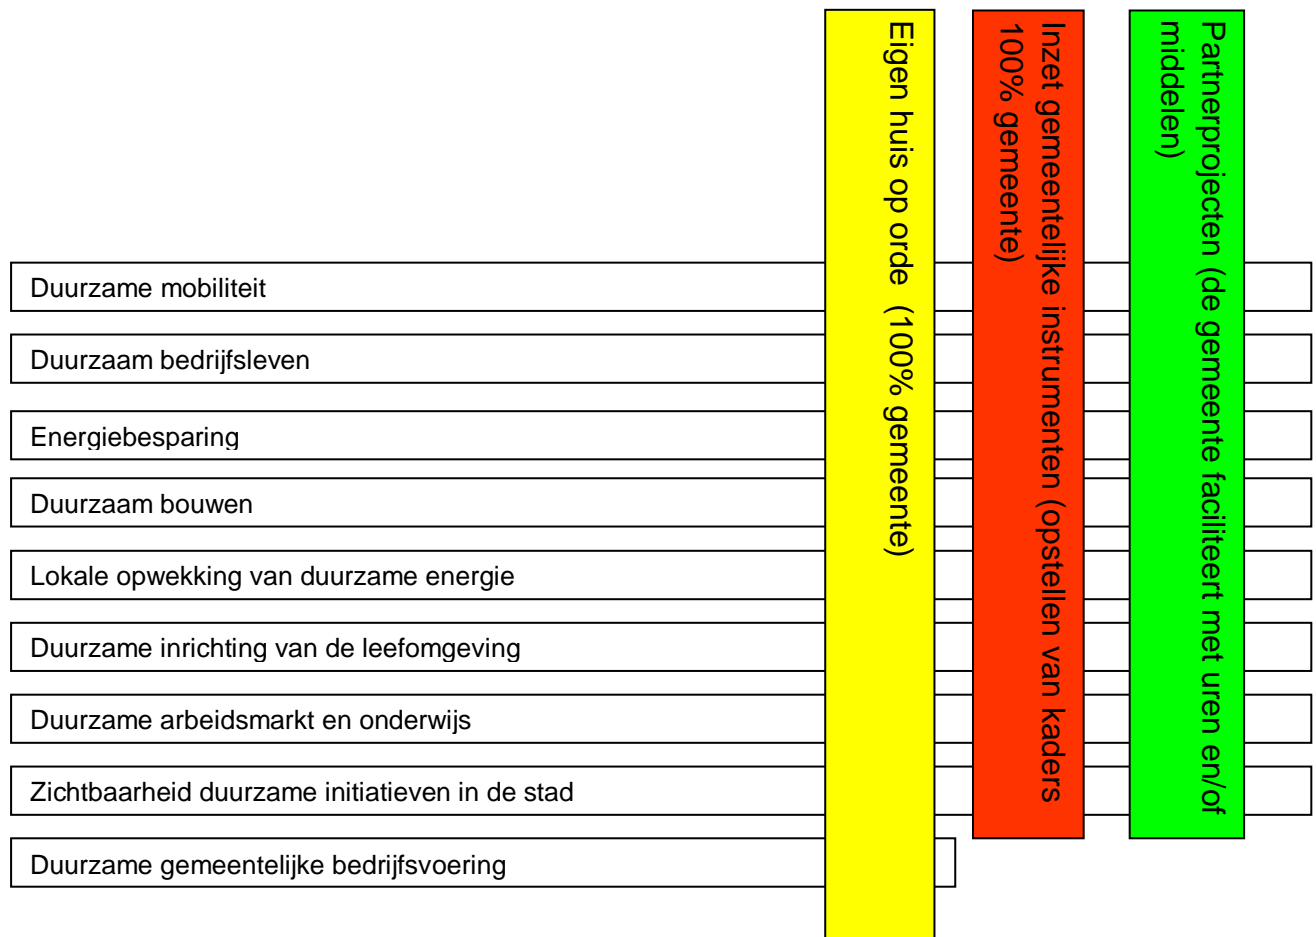 Eigen huis op orde (100% gemeente)
Inzet gemeentelijke instrumenten (opstellen van kaders
100% gemeente)
Partnerprojecten (de gemeente faciliteert met uren en/of
middelen)
Duurzame mobiliteit
Duurzaam bedrijfsleven
Energiebesparing
Duurzaam bouwen
Lokale opwekking van duurzame energie
Duurzame inrichting van de leefomgeving
Duurzame arbeidsmarkt en onderwijs
Zichtbaarheid duurzame initiatieven in de stad
Duurzame gemeentelijke bedrijfsvoering